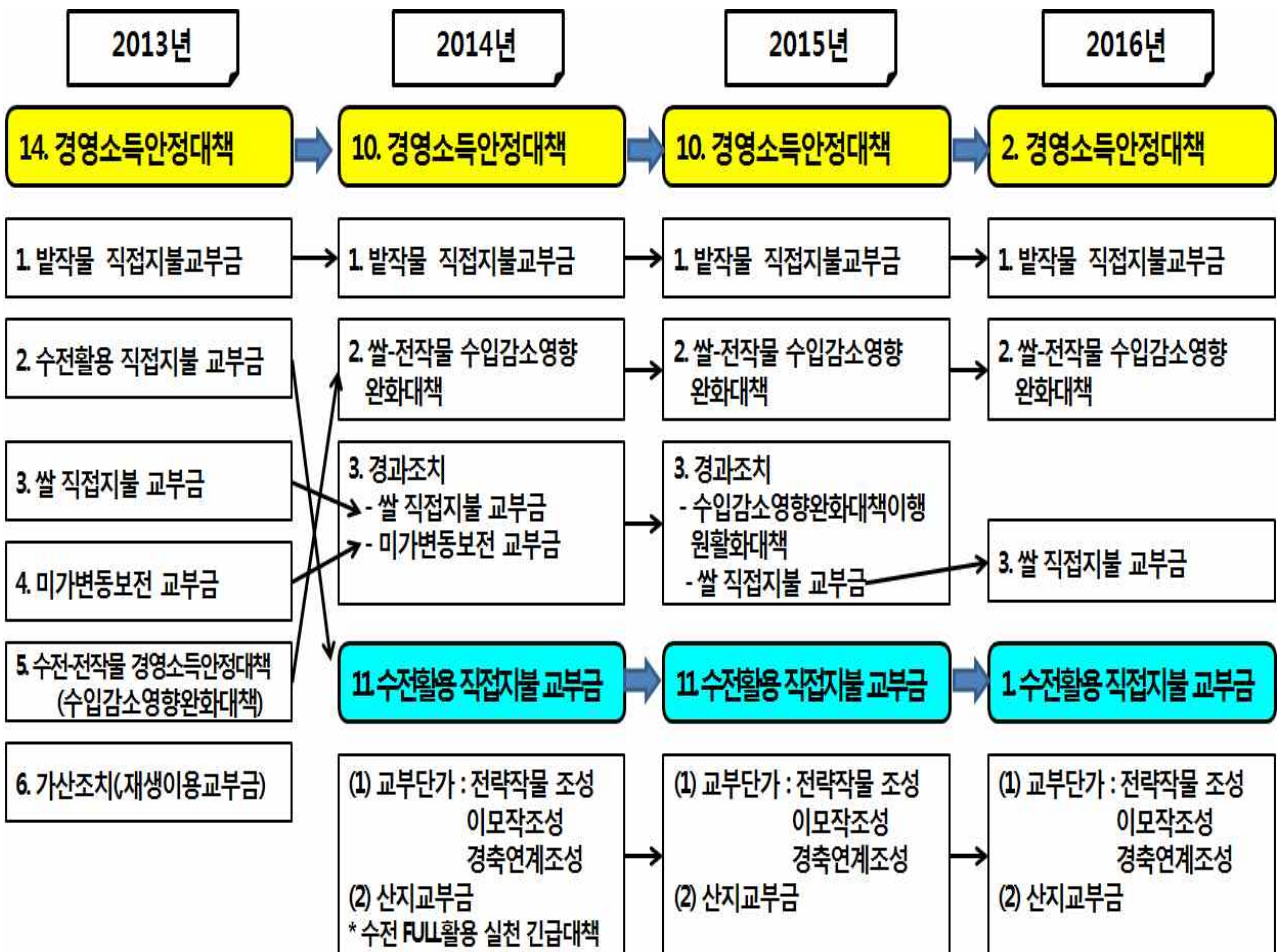 2013년
2014년
2015년
2016년
14. 경영소득안정대책
10. 경영소득안정대책
10. 경영소득안정대책
2. 경영소득안정대책
1. 밭작물 직접지불교부금
1. 밭작물 직접지불교부금
1. 밭작물 직접지불교부금
1. 밭작물 직접지불교부금
2. 수전활용 직접지불 교부금
2. 쌀-전작물 수입감소영향
완화대책
2. 쌀-전작물 수입감소영향
완화대책
2. 쌀-전작물 수입감소영향
완화대책
3. 쌀 직접지불 교부금
4. 미가변동보전 교부금
3. 경과조치
- 쌀 직접지불 교부금
- 미가변동보전 교부금
3. 경과조치
- 수입감소영향완화대책이행
원활화대책
- 쌀 직접지불 교부금
3. 쌀 직접지불 교부금
5. 수전-전작물 경영소득안정대책
(수입감소영향완화대책)
11. 수전활용 직접지불 교부금
11. 수전활용 직접지불 교부금
1. 수전활용 직접지불 교부금
6. 가산조치(,재생이용교부금)
(1) 교부단가 : 전략작물 조성
이모작조성
경축연계조성
(2) 산지교부금
* 수전 FULL활용 실천 긴급대책
(1) 교부단가 : 전략작물 조성
이모작조성
경축연계조성
(2) 산지교부금
(1) 교부단가 : 전략작물 조성
이모작조성
경축연계조성
(2) 산지교부금